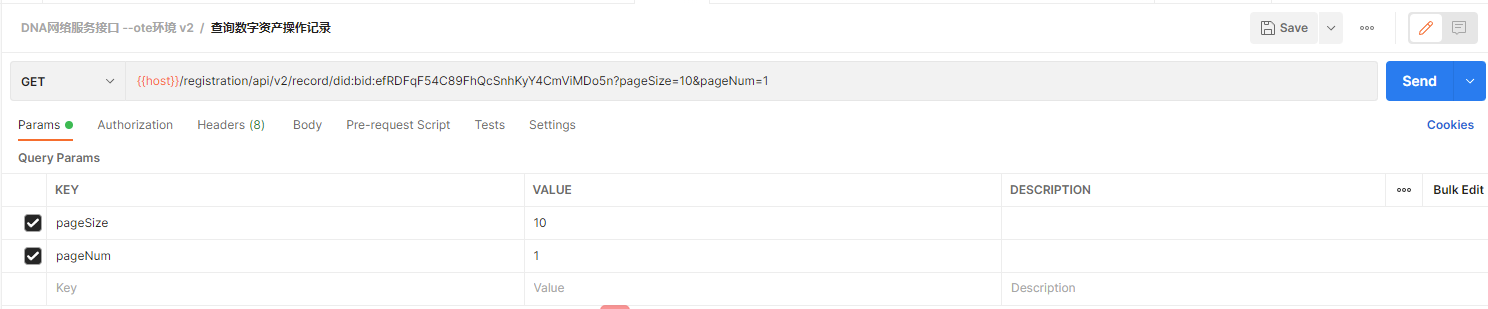 DNA网络服务接口 --ote环境 v2 / 查询数字资产操作记录
Save
GET
{{host}}/registration/api/v2/record/did:bid:efRDFqF54C89FhQcSnhKyY4CmViMDo5n?pageSize=10&pageNum=1
Send
Params Authorization Headers (8) Body Pre-request Script Tests Settings Cookies
Query Params
KEY VALUE DESCRIPTION Bulk Edit
pageSize 10
pageNum 1
Key Value Description